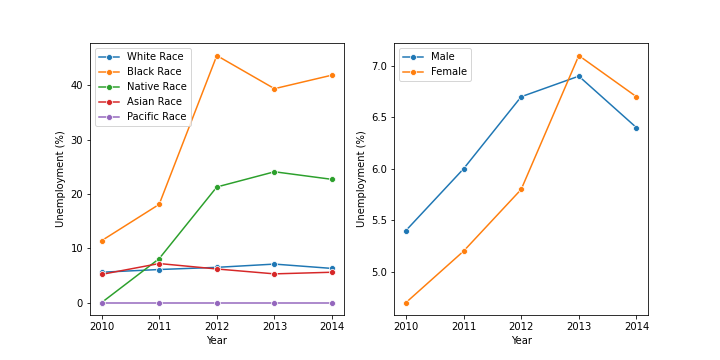 White Race
Black Race
Native Race
Asian Race
Pacific Race
40
30
20
10
0
Unemployment (%)
2010 2011 2012 2013 2014
Year
Male
Female
7.0
6.5
6.0
5.5
5.0
Unemployment (%)
2010 2011 2012 2013 2014
Year